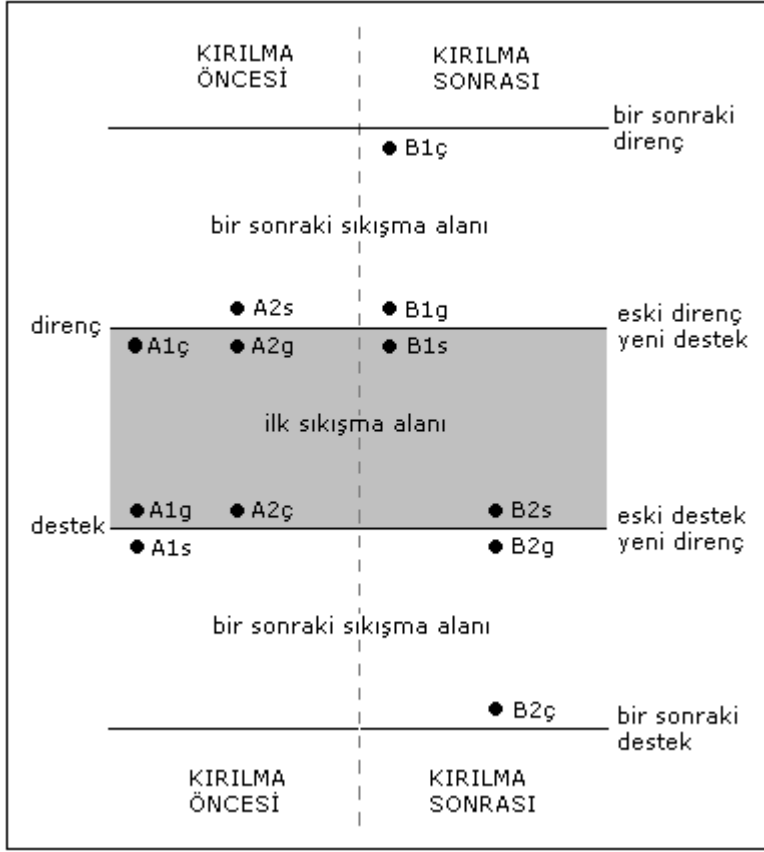 KIRILMA
ÖNCESİ
KIRILMA
SONRASI
bir sonraki
direnç
B1ç
bir sonraki sıkışma alanı
A2s
B1g
direnç
eski direnç
yeni destek
A1ç
A2g
B1s
ilk sıkışma alanı
A1g
A2ç
B2s
destek
eski destek
yeni direnç
A1s
B2g
bir sonraki sıkışma alanı
B2ç
bir sonraki
destek
KIRILMA
ÖNCESİ
KIRILMA
SONRASI